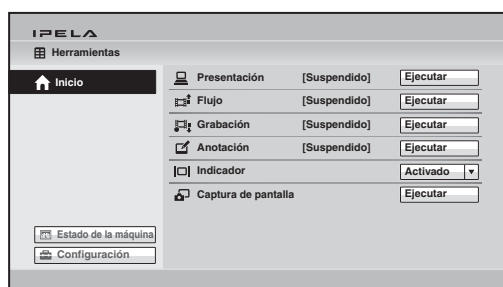 IPELA
Herramientas
Inicio
Presentación [Suspendido] Ejecutar
Flujo [Suspendido] Ejecutar
Grabación [Suspendido] Ejecutar
Anotación [Suspendido] Ejecutar
Indicador Activado
Captura de pantalla Ejecutar
Estado de la máquina
Configuración